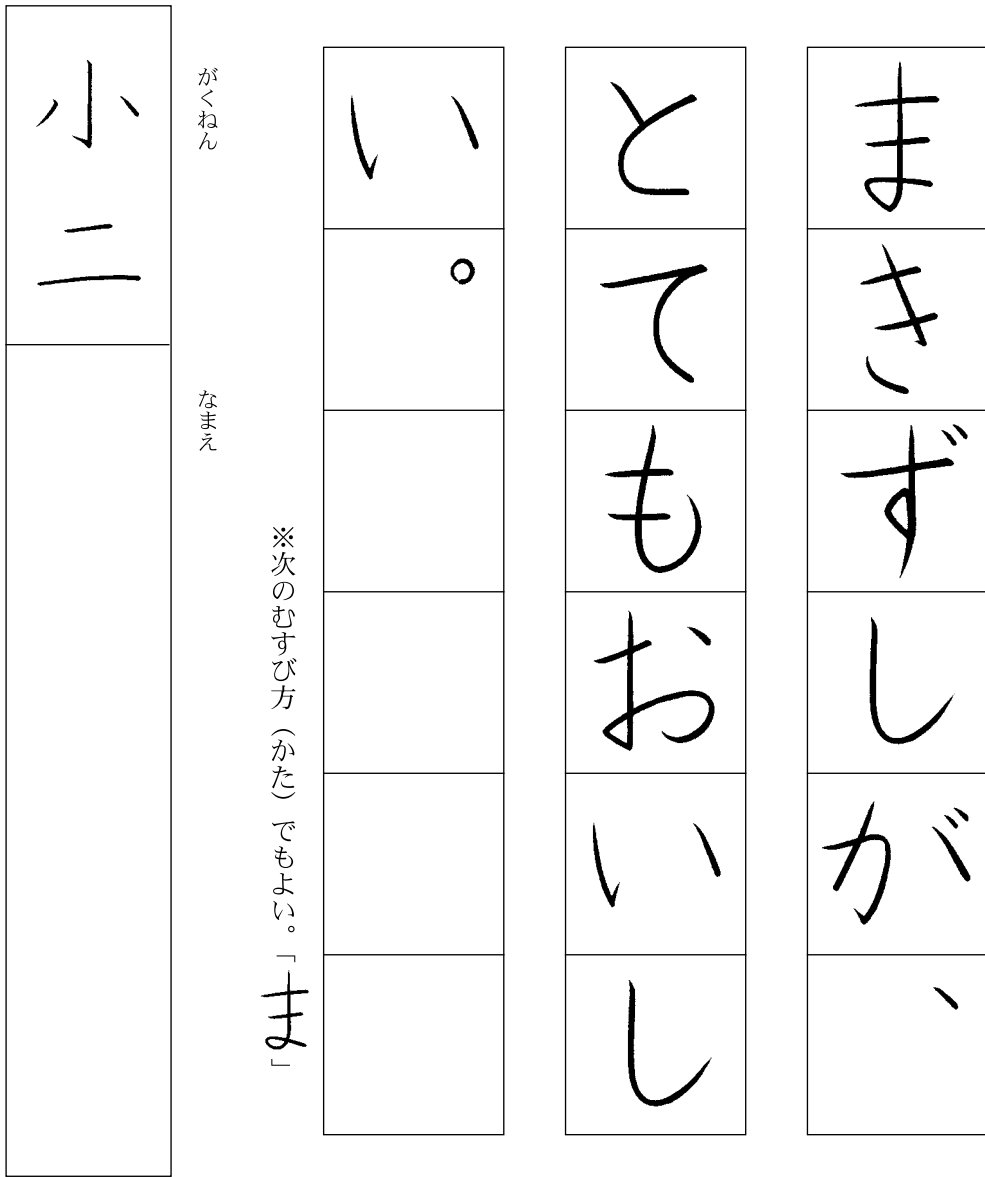 まきずしが、
とてもおいし
い。
※次のむすび方（かた）でもよい。「ま」
がくねん
なまえ
小二